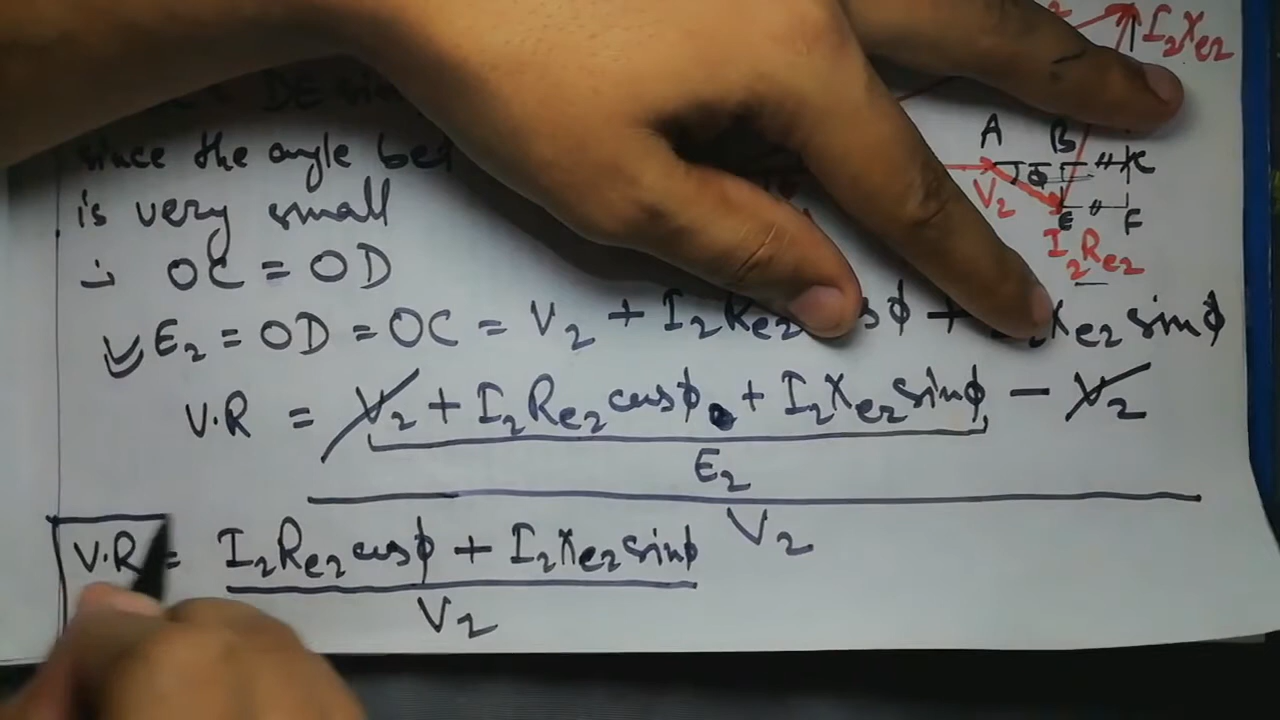 I₂Xe₂
DE
since the angle
is very small
A B C
V₂ E F
I₂Re₂
∴ OC = OD
E₂ = OD = OC = V₂ + I₂Re₂ cosϕ + I₂Xe₂ sinϕ
V.R = V₂ + I₂Re₂ cosϕ + I₂Xe₂ sinϕ − V₂
E₂
V₂
V.R = I₂Re₂ cosϕ + I₂Xe₂ sinϕ
V₂